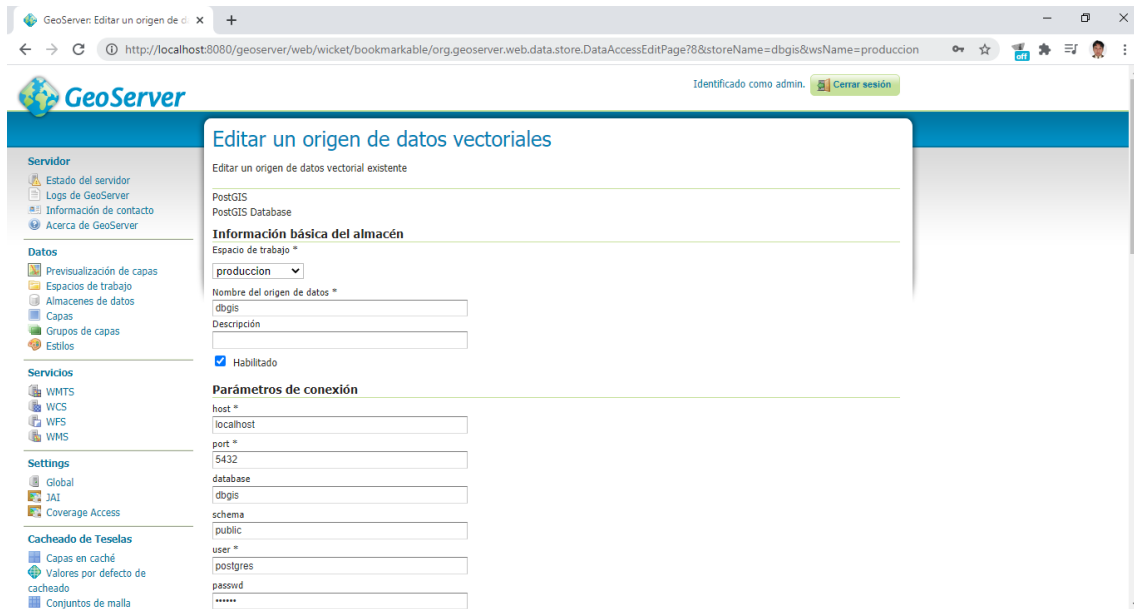 GeoServer: Editar un origen de d
http://localhost:8080/geoserver/web/wicket/bookmarkable/org.geoserver.web.data.store.DataAccessEditPage?8&storeName=dbgis&wsName=produccion
off
GeoServer
Identificado como admin.
Cerrar sesión
Servidor
Estado del servidor
Logs de GeoServer
Información de contacto
Acerca de GeoServer
Datos
Previsualización de capas
Espacios de trabajo
Almacenes de datos
Capas
Grupos de capas
Estilos
Servicios
WMTS
WCS
WFS
WMS
Settings
Global
JAI
Coverage Access
Cacheado de Teselas
Capas en caché
Valores por defecto de
cacheado
Conjuntos de malla
Editar un origen de datos vectoriales
Editar un origen de datos vectorial existente
PostGIS
PostGIS Database
Información básica del almacén
Espacio de trabajo *
produccion
Nombre del origen de datos *
dbgis
Descripción
Habilitado
Parámetros de conexión
host *
localhost
port *
5432
database
dbgis
schema
public
user *
postgres
passwd
••••••